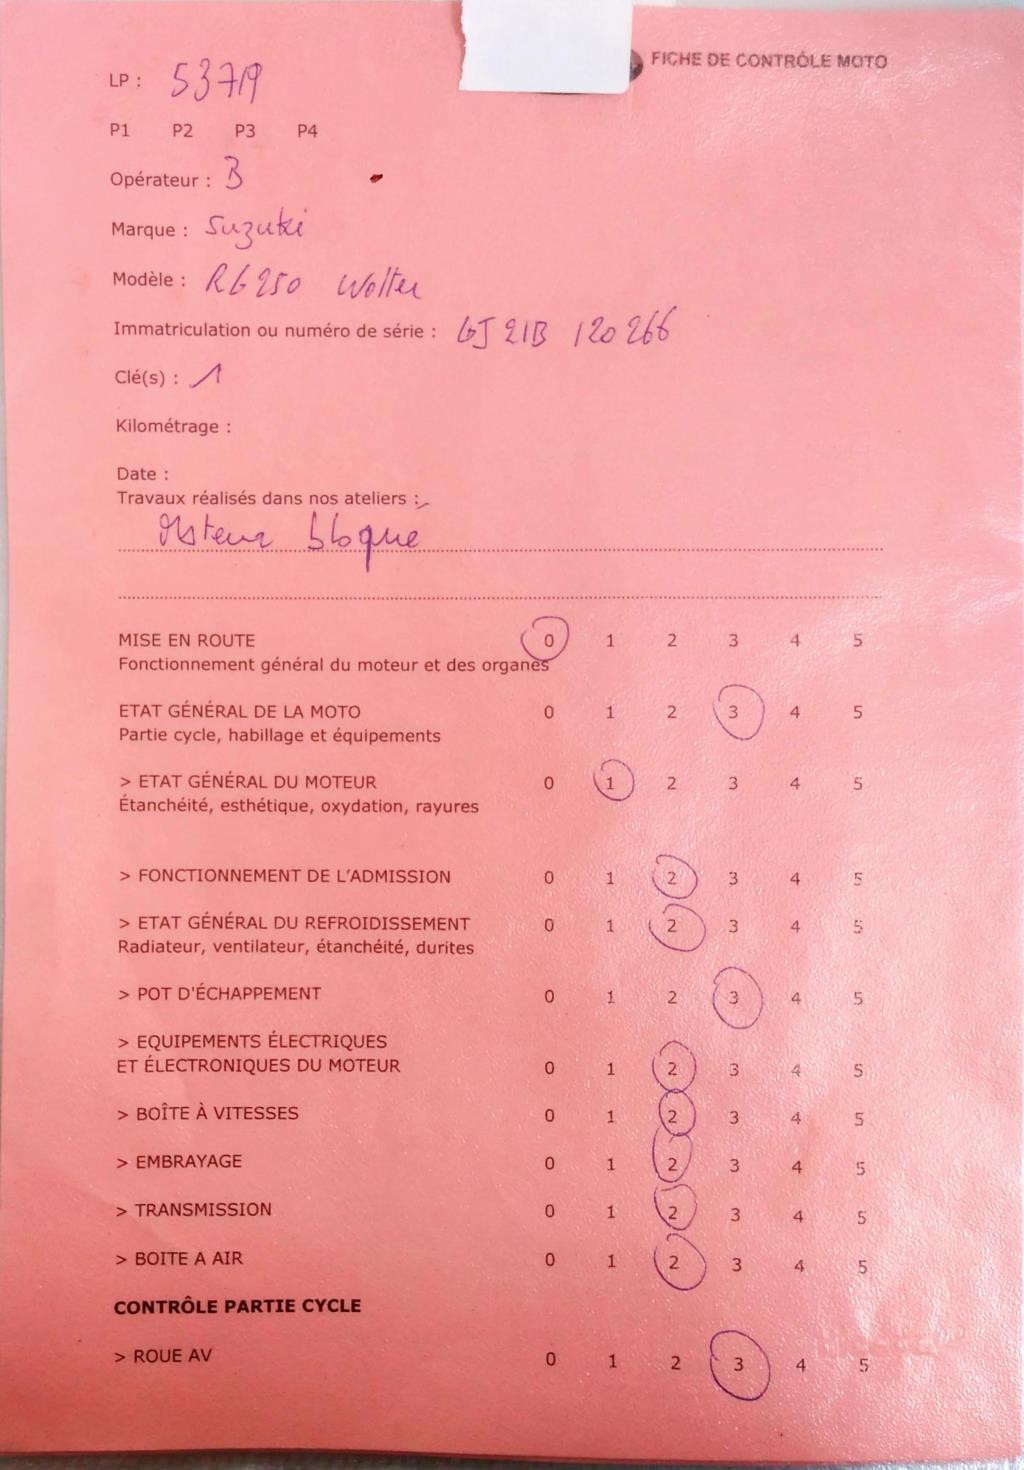 FICHE DE CONTRÔLE MOTO
LP : 53719
P1 P2 P3 P4
Opérateur : B
Marque : Suzuki
Modèle : RG 250 Wolter
Immatriculation ou numéro de série : GJ21B 120266
Clé(s) : 1
Kilométrage :
Date :
Travaux réalisés dans nos ateliers :
bloque
MISE EN ROUTE 0 1 2 3 4 5
Fonctionnement général du moteur et des organes
ETAT GÉNÉRAL DE LA MOTO 0 1 2 3 4 5
Partie cycle, habillage et équipements
> ETAT GÉNÉRAL DU MOTEUR 0 1 2 3 4 5
Étanchéité, esthétique, oxydation, rayures
> FONCTIONNEMENT DE L'ADMISSION 0 1 2 3 4 5
> ETAT GÉNÉRAL DU REFROIDISSEMENT 0 1 2 3 4 5
Radiateur, ventilateur, étanchéité, durites
> POT D'ÉCHAPPEMENT 0 1 2 3 4 5
> EQUIPEMENTS ÉLECTRIQUES
ET ÉLECTRONIQUES DU MOTEUR 0 1 2 3 4 5
> BOÎTE À VITESSES 0 1 2 3 4 5
> EMBRAYAGE 0 1 2 3 4 5
> TRANSMISSION 0 1 2 3 4 5
> BOITE A AIR 0 1 2 3 4 5
CONTRÔLE PARTIE CYCLE
> ROUE AV 0 1 2 3 4 5